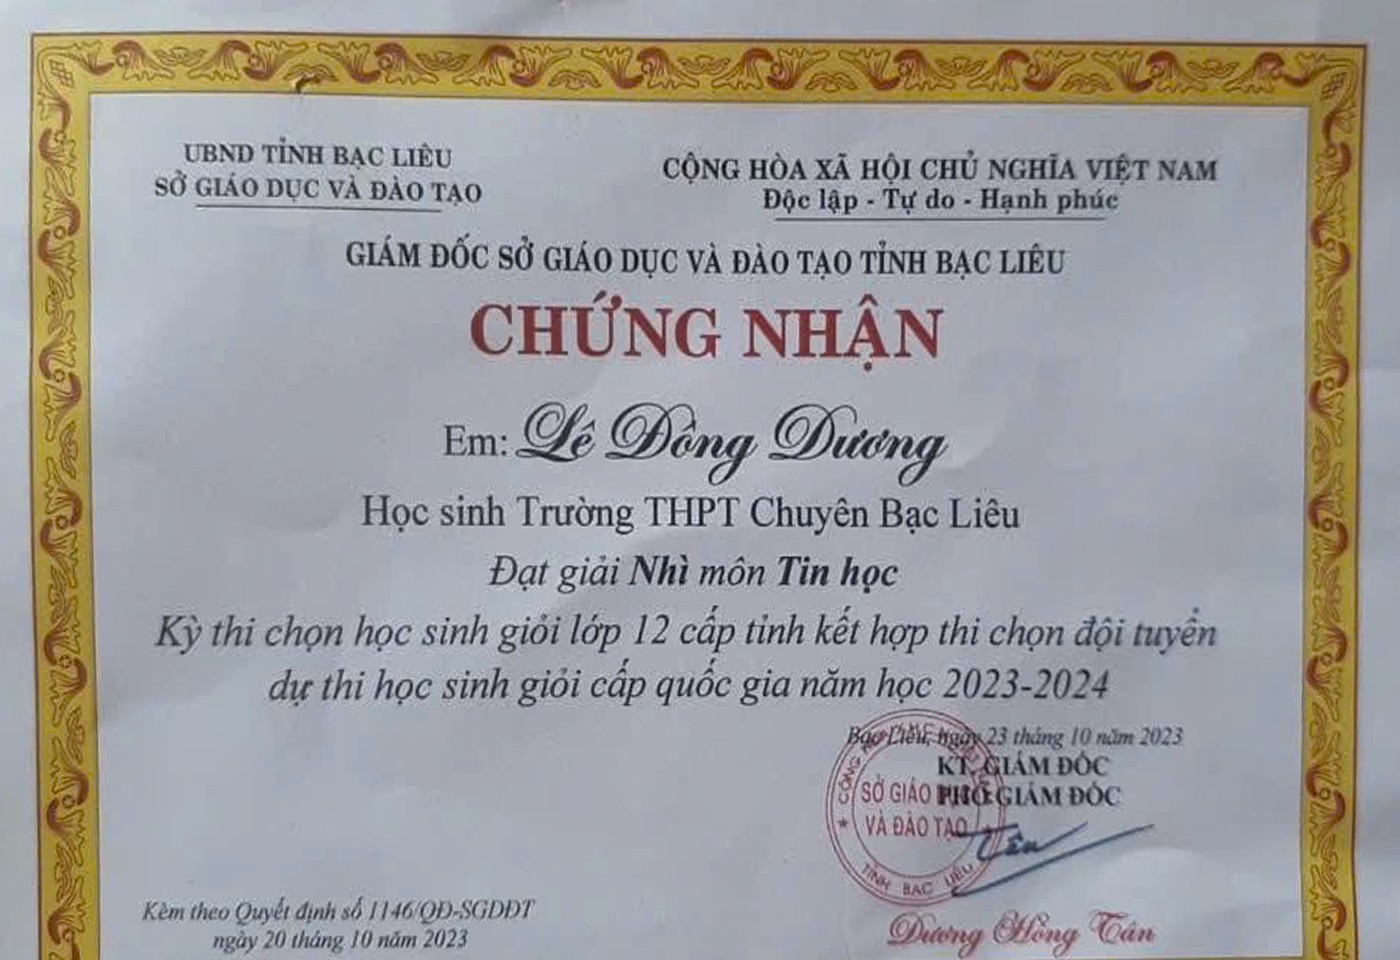 UBND TỈNH BẠC LIÊU
SỞ GIÁO DỤC VÀ ĐÀO TẠO
CỘNG HÒA XÃ HỘI CHỦ NGHĨA VIỆT NAM
Độc lập - Tự do - Hạnh phúc
GIÁM ĐỐC SỞ GIÁO DỤC VÀ ĐÀO TẠO TỈNH BẠC LIÊU
CHỨNG NHẬN
Em: Lê Đông Dương
Học sinh Trường THPT Chuyên Bạc Liêu
Đạt giải Nhì môn Tin học
Kỳ thi chọn học sinh giỏi lớp 12 cấp tỉnh kết hợp thi chọn đội tuyển
dự thi học sinh giỏi cấp quốc gia năm học 2023-2024
Bạc Liêu, ngày 23 tháng 10 năm 2023
KT. GIÁM ĐỐC
PHÓ GIÁM ĐỐC
SỞ GIÁO
VÀ ĐÀO TẠO
TỈNH BẠC LIÊU
Tân
Dương Hồng Tân
Kèm theo Quyết định số 1146/QĐ-SGDĐT
ngày 20 tháng 10 năm 2023